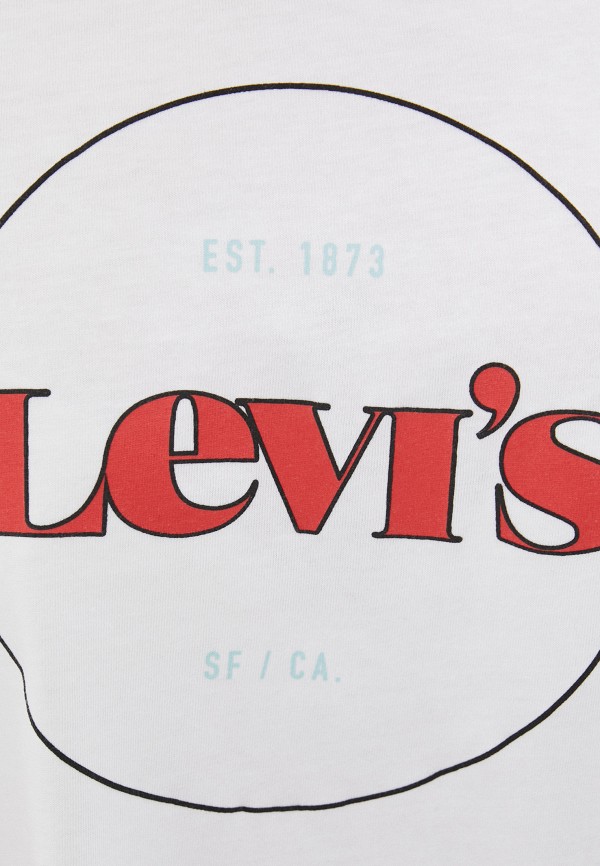 EST. 1873
Levi's
SF / CA.